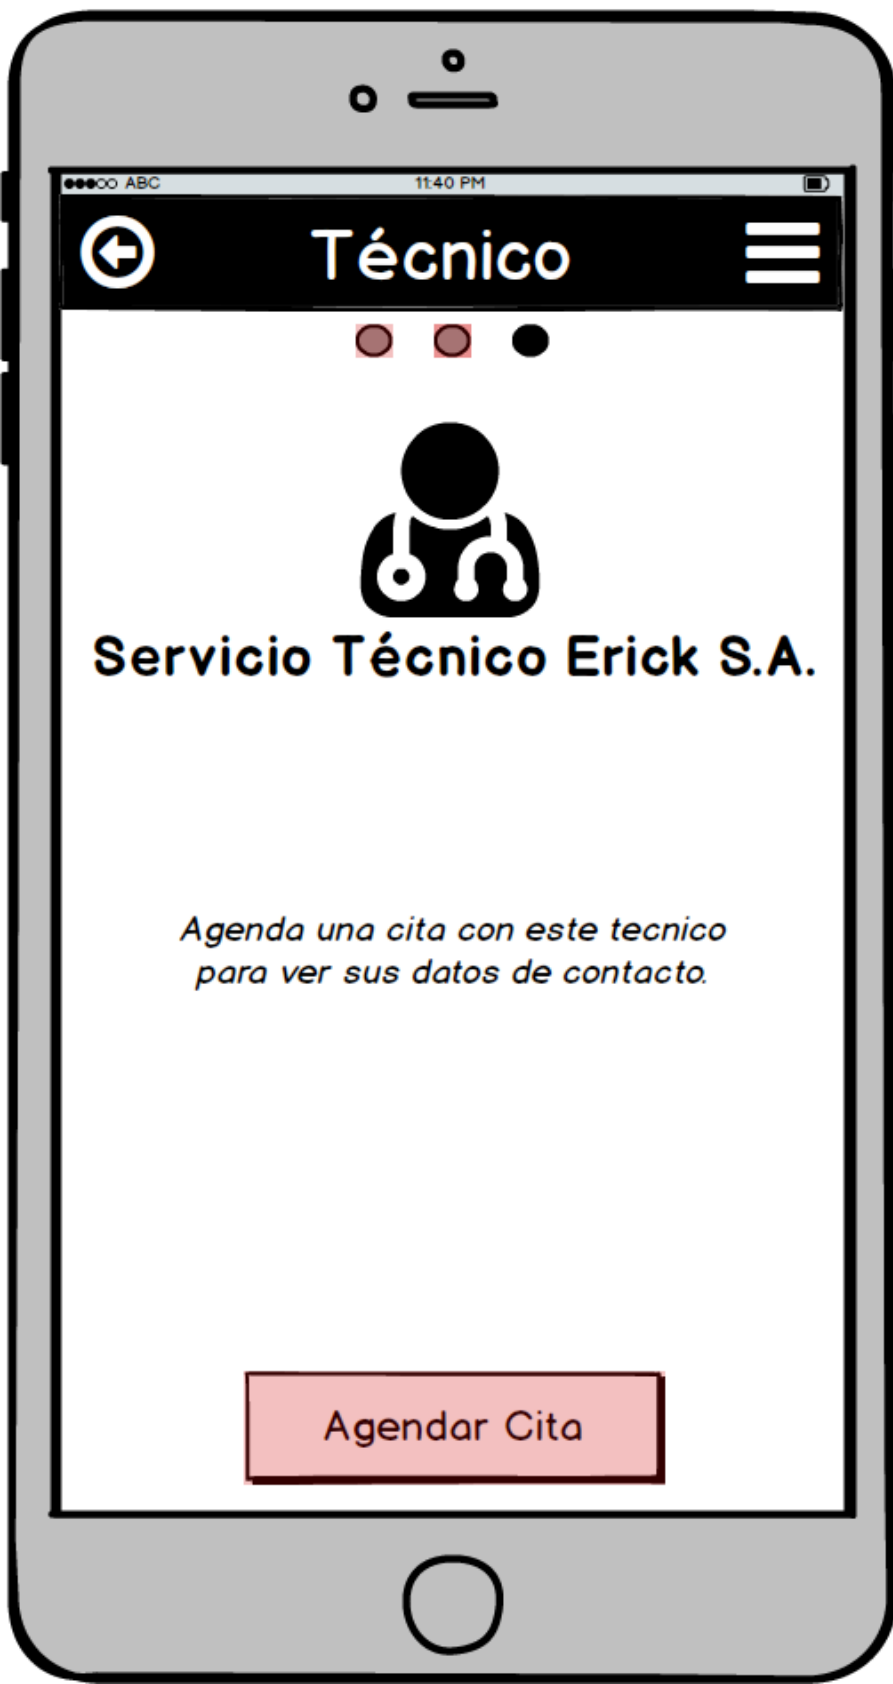 ABC 11:40 PM
Técnico
Servicio Técnico Erick S.A.
Agenda una cita con este tecnico
para ver sus datos de contacto.
Agendar Cita